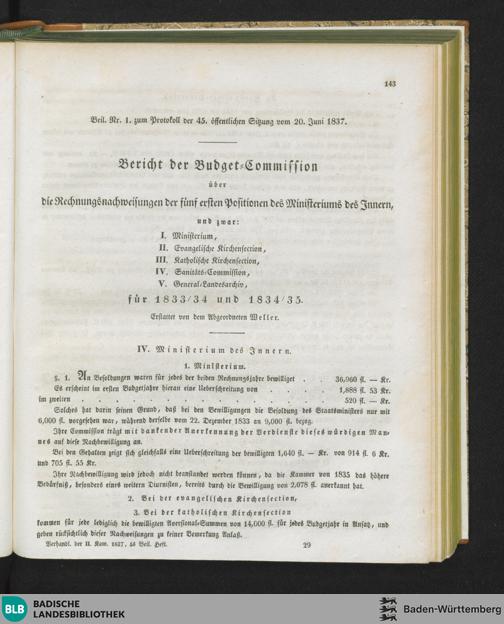 143
Beil. Nr. 1. zum Protokoll der 45. öffentlichen Sitzung vom 20. Juni 1837.
Bericht der Budget-Commission
über
die Rechnungsnachweisungen der fünf ersten Positionen des Ministeriums des Innern,
und zwar:
I. Ministerium,
II. Evangelische Kirchensection,
III. Katholische Kirchensection,
IV. Sanitäts-Commission,
V. General-Landesarchiv,
für 1833/34 und 1834/35.
Erstattet von dem Abgeordneten Weller.
IV. Ministerium des Innern.
1. Ministerium.
§. 1. An Besoldungen waren für jedes der beiden Rechnungsjahre bewilliget . . 36,960 fl. — Kr.
Es erscheint im ersten Budgetjahr hieran eine Ueberschreitung von . . . . 1,888 fl. 53 Kr.
im zweiten . . . . . . . . . . 520 fl. — Kr.
Solches hat darin seinen Grund, daß bei den Bewilligungen die Besoldung des Staatsministers nur mit
6,000 fl. vorgesehen war, während derselbe vom 22. Dezember 1833 an 9,000 fl. bezog.
Ihre Commission trägt mit dankender Anerkennung der Verdienste dieses würdigen Man-
nes auf diese Nachbewilligung an.
Bei den Gehalten zeigt sich gleichfalls eine Ueberschreitung der bewilligten 1,640 fl. — Kr. von 914 fl. 6 Kr.
und 705 fl. 55 Kr.
Ihre Nachbewilligung wird jedoch nicht beanstandet werden können, da die Kammer von 1835 das höhere
Bedürfniß, besonders eines weitern Diurnisten, bereits durch die Bewilligung von 2,078 fl. anerkannt hat.
2. Bei der evangelischen Kirchensection,
3. Bei der katholischen Kirchensection
kommen für jede lediglich die bewilligten Aversional-Summen von 14,000 fl. für jedes Budgetjahr in Ansatz, und
geben rücksichtlich dieser Nachweisungen zu keiner Bemerkung Anlaß.
Verhandl. der II. Kam. 1837, 4s Beil. Heft. 29
BLB BADISCHE
LANDESBIBLIOTHEK
Baden-Württemberg